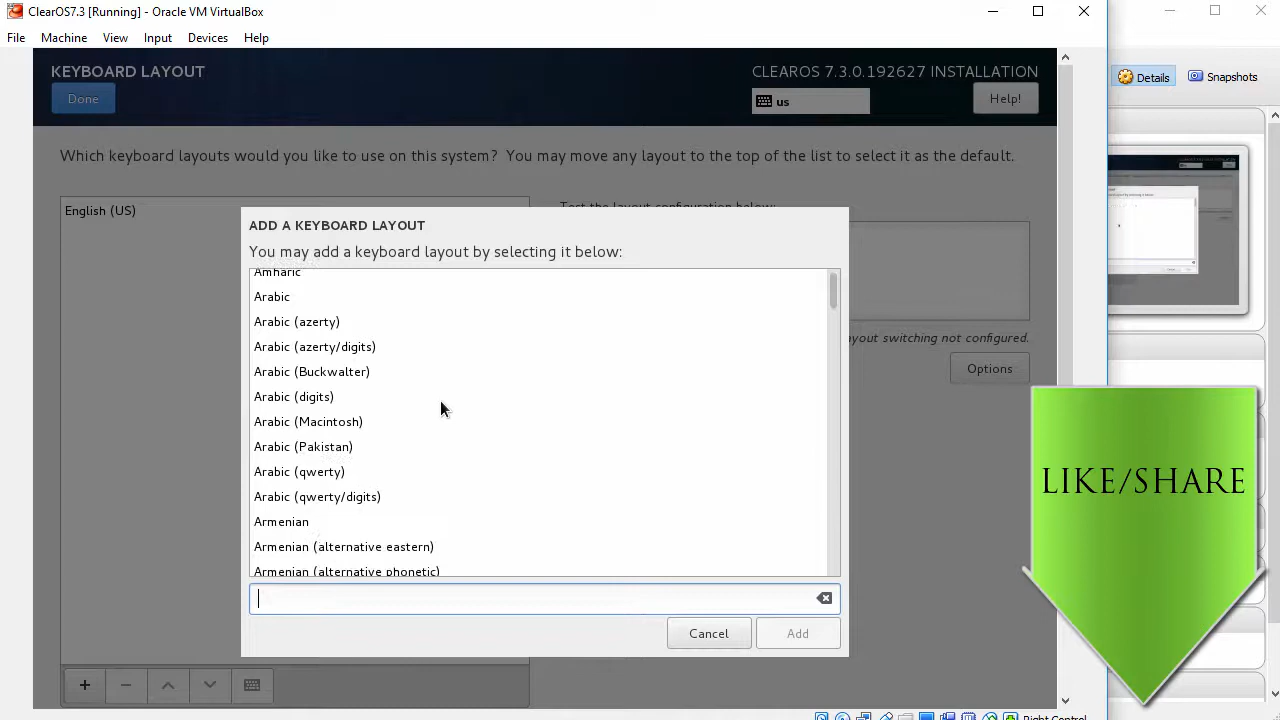 ClearOS7.3 [Running] - Oracle VM VirtualBox
File Machine View Input Devices Help
KEYBOARD LAYOUT
CLEAROS 7.3.0.192627 INSTALLATION
Done
us
Help!
Details
Snapshots
Which keyboard layouts would you like to use on this system? You may move any layout to the top of the list to select it as the default.
English (US)
Test the layout configuration below:
ADD A KEYBOARD LAYOUT
You may add a keyboard layout by selecting it below:
Amharic
Arabic
Arabic (azerty)
Arabic (azerty/digits)
Arabic (Buckwalter)
Arabic (digits)
Arabic (Macintosh)
Arabic (Pakistan)
Arabic (qwerty)
Arabic (qwerty/digits)
Armenian
Armenian (alternative eastern)
Armenian (alternative phonetic)
ayout switching not configured.
Options
Cancel
Add
LIKE/SHARE
Right Control